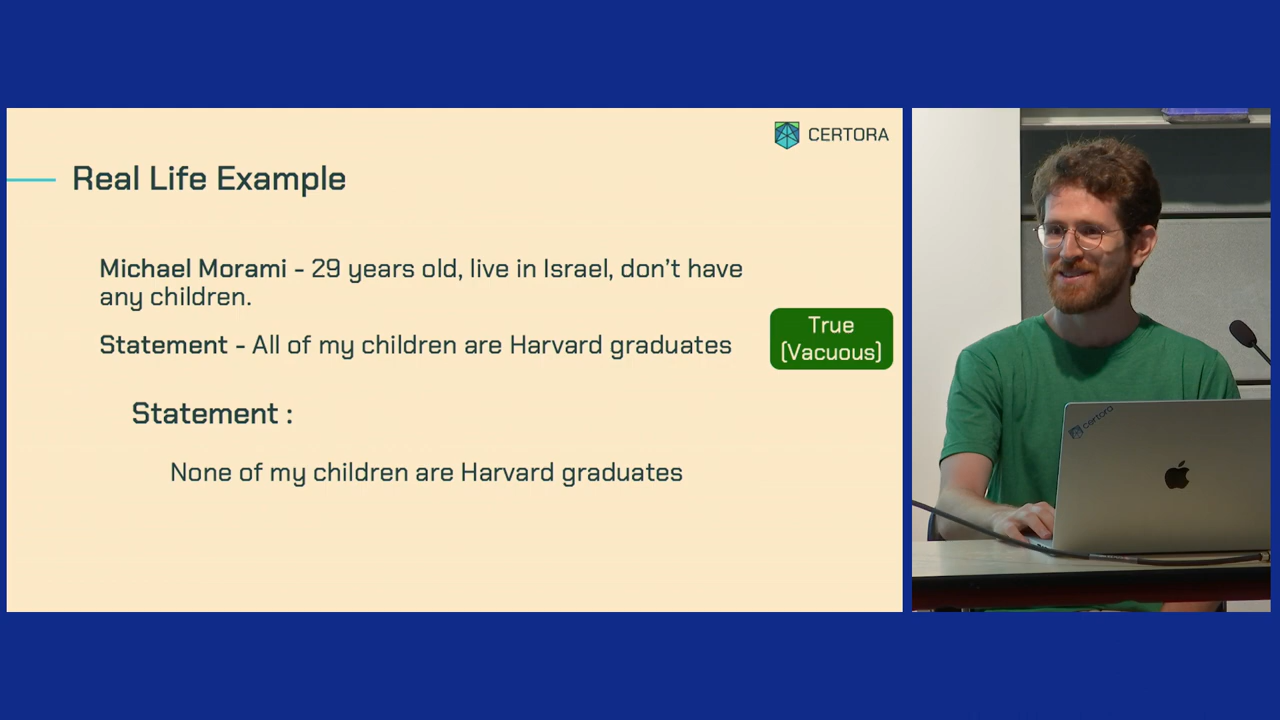 CERTORA
Real Life Example
Michael Morami - 29 years old, live in Israel, don't have
any children.
Statement - All of my children are Harvard graduates
True
(Vacuous)
Statement :
None of my children are Harvard graduates
certora